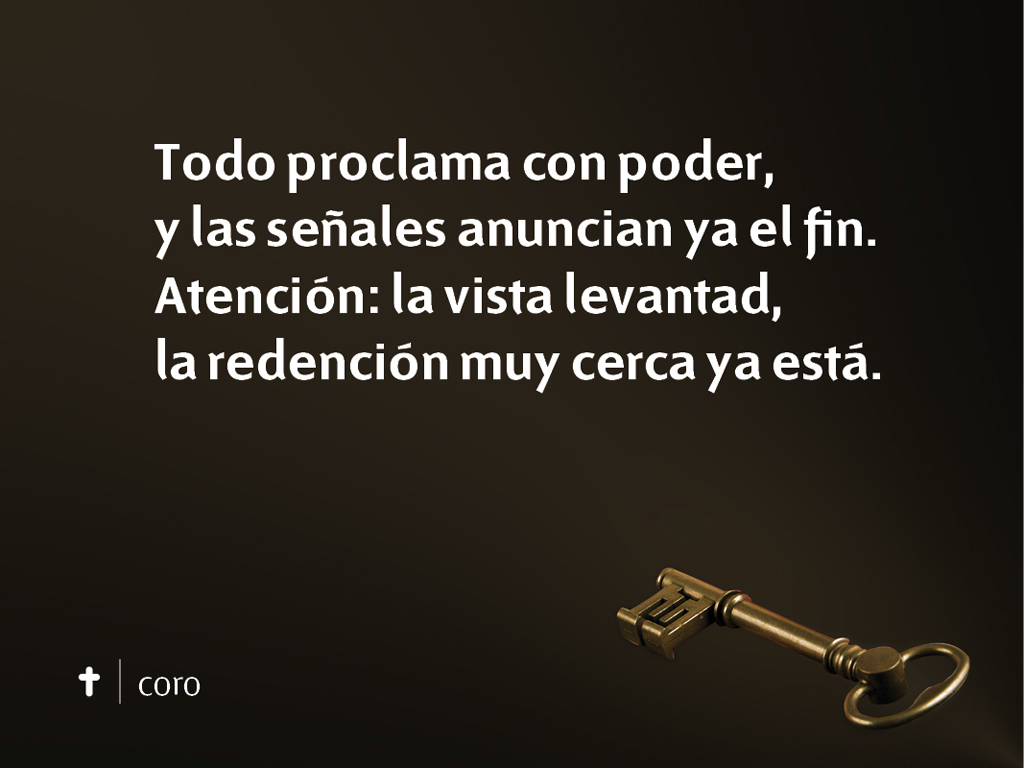 Todo proclama con poder,
y las señales anuncian ya el fin.
Atención: la vista levantad,
la redención muy cerca ya está.
coro